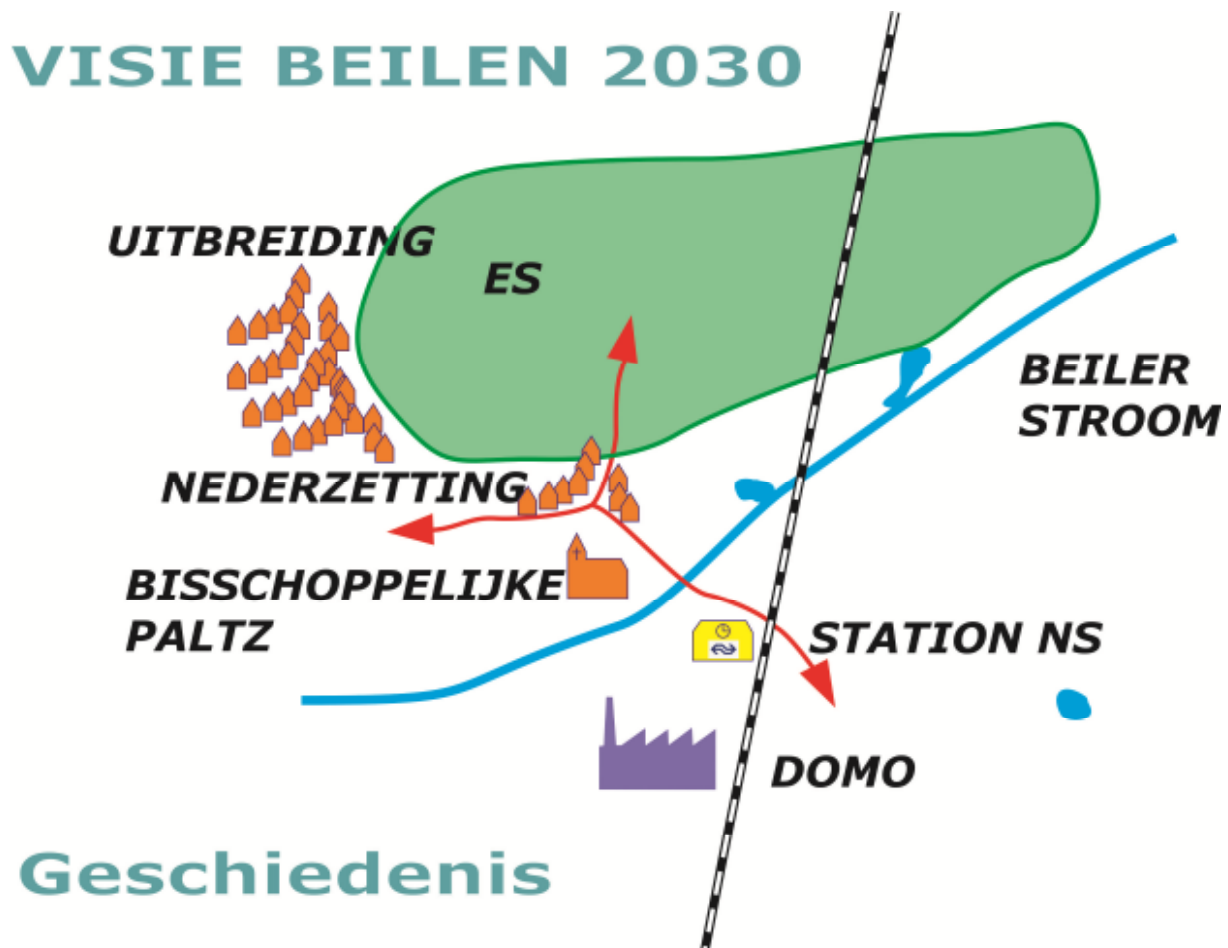 VISIE BEILEN 2030
UITBREIDING
ES
BEILER
STROOM
NEDERZETTING
BISSCHOPPELIJKE
PALTZ
STATION NS
DOMO
Geschiedenis